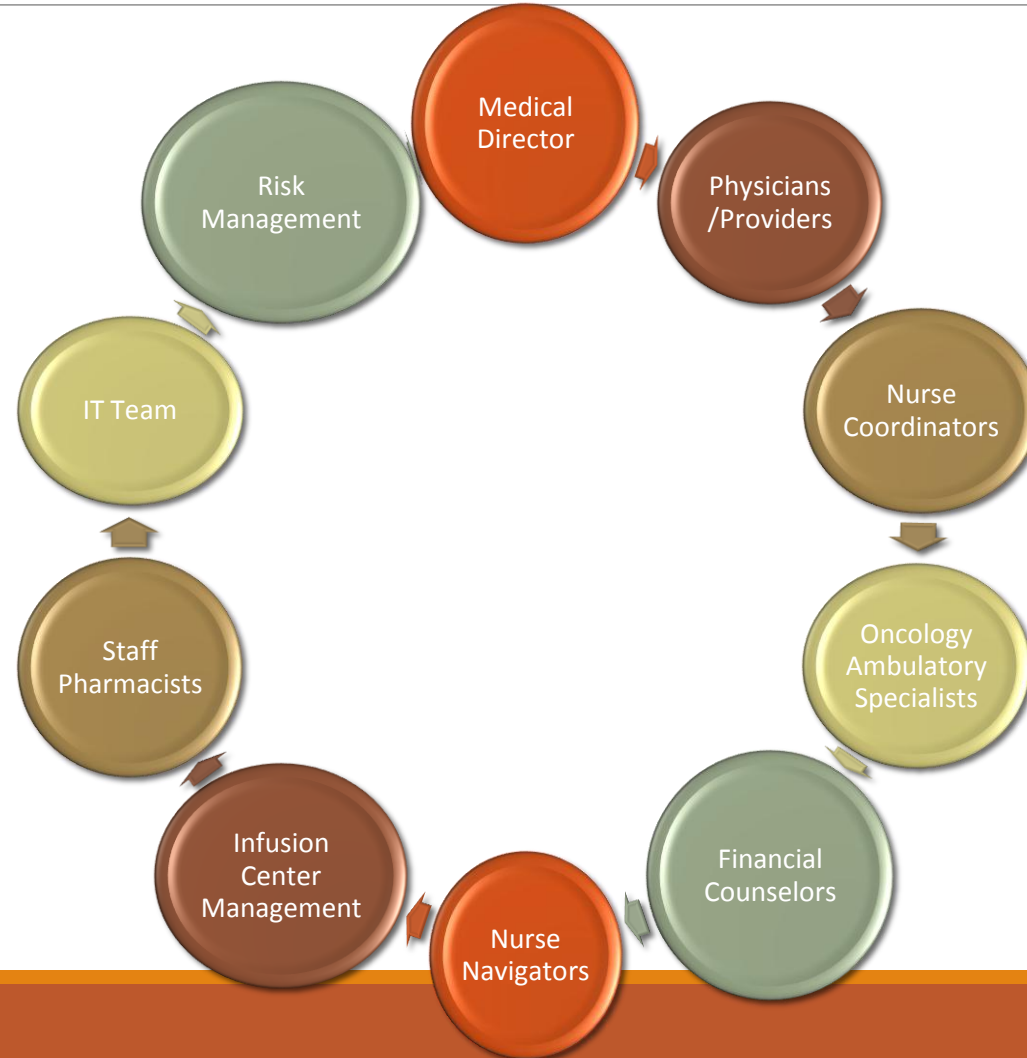 Medical
Director
Physicians
/Providers
Nurse
Coordinators
Oncology
Ambulatory
Specialists
Financial
Counselors
Nurse
Navigators
Infusion
Center
Management
Staff
Pharmacists
IT Team
Risk
Management